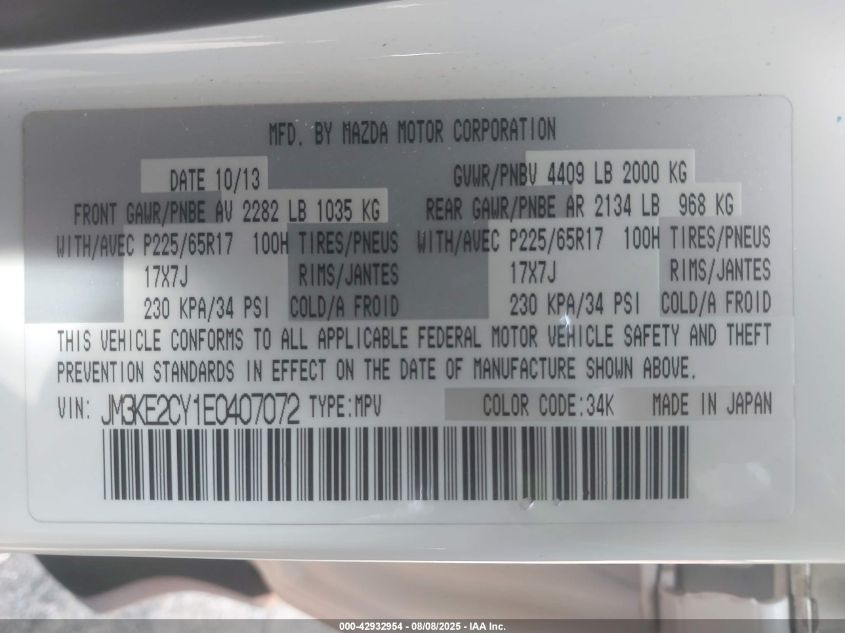 MFD. BY MAZDA MOTOR CORPORATION
DATE 10/13 GVWR/PNBV 4409 LB 2000 KG
FRONT GAWR/PNBE AV 2282 LB 1035 KG REAR GAWR/PNBE AR 2134 LB 968 KG
WITH/AVEC P225/65R17 100H TIRES/PNEUS WITH/AVEC P225/65R17 100H TIRES/PNEUS
17X7J RIMS/JANTES 17X7J RIMS/JANTES
230 KPA/34 PSI COLD/A FROID 230 KPA/34 PSI COLD/A FROID
THIS VEHICLE CONFORMS TO ALL APPLICABLE FEDERAL MOTOR VEHICLE SAFETY AND THEFT
PREVENTION STANDARDS IN EFFECT ON THE DATE OF MANUFACTURE SHOWN ABOVE.
VIN: JM3KE2CY1E0407072 TYPE:MPV COLOR CODE:34K MADE IN JAPAN
000-42932954 - 08/08/2025 - IAA Inc.